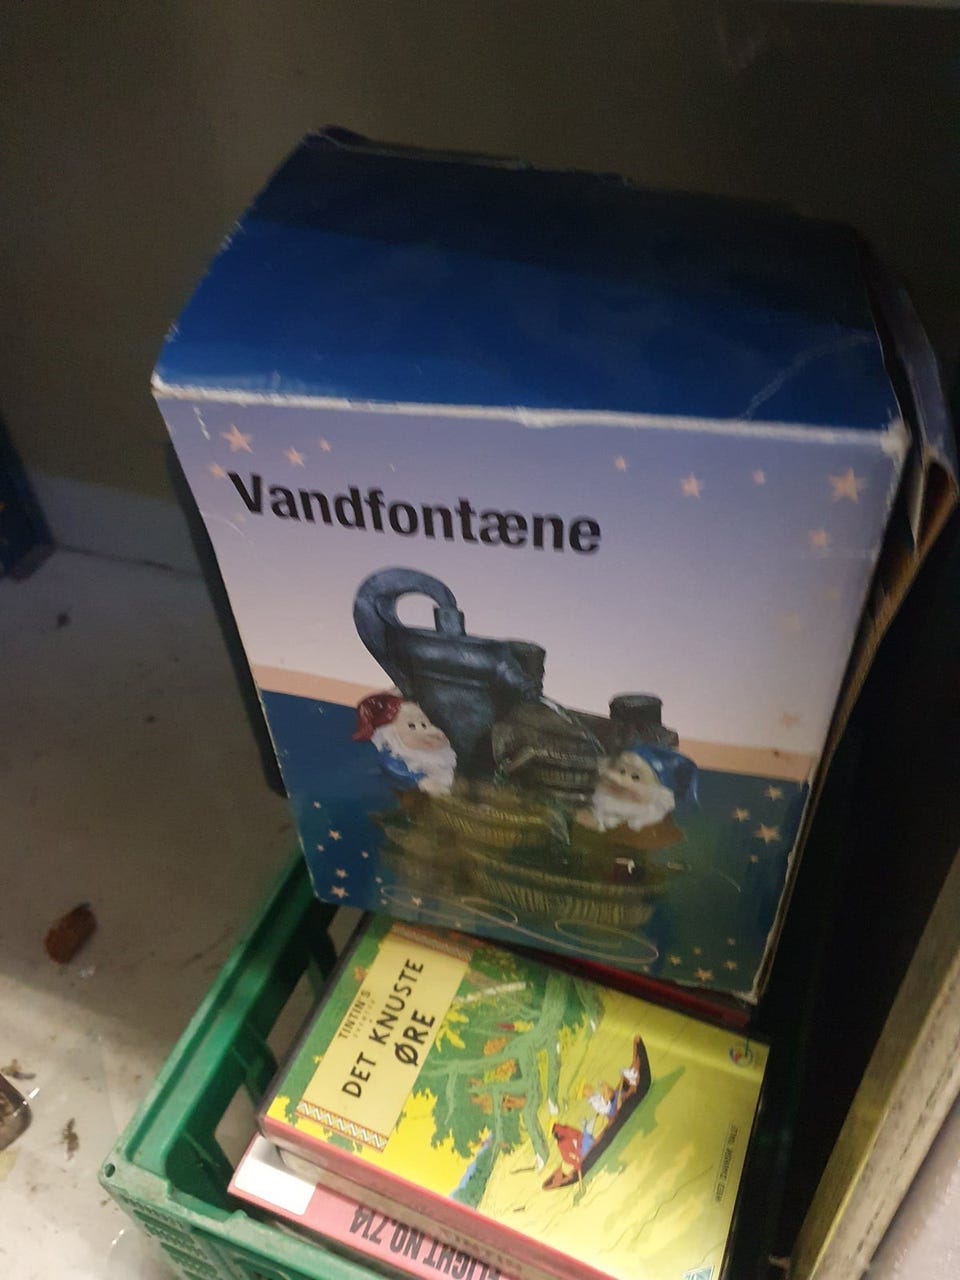 Vandfontæne
TINTIN'S
DET KNUSTE
ØRE
FLIGHT NO. 714